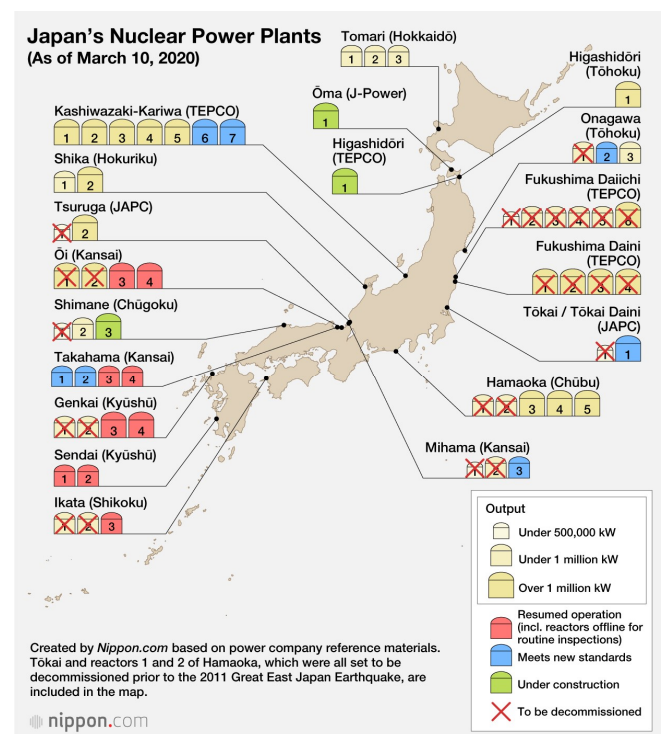 Japan's Nuclear Power Plants
(As of March 10, 2020)
Tomari (Hokkaidō)
1 2 3
Higashidōri
(Tōhoku)
1
Ōma (J-Power)
1
Onagawa
(Tōhoku)
1 2 3
Kashiwazaki-Kariwa (TEPCO)
1 2 3 4 5 6 7
Higashidōri
(TEPCO)
1
Shika (Hokuriku)
1 2
Fukushima Daiichi
(TEPCO)
1 2 3 4 5 6
Tsuruga (JAPC)
1 2
Fukushima Daini
(TEPCO)
1 2 3 4
Ōi (Kansai)
1 2 3 4
Shimane (Chūgoku)
1 2 3
Tōkai / Tōkai Daini
(JAPC)
1 1
Takahama (Kansai)
1 2 3 4
Hamaoka (Chūbu)
1 2 3 4 5
Genkai (Kyūshū)
1 2 3 4
Mihama (Kansai)
1 2 3
Sendai (Kyūshū)
1 2
Ikata (Shikoku)
1 2 3
Output
Under 500,000 kW
Under 1 million kW
Over 1 million kW
Resumed operation
(incl. reactors offline for
routine inspections)
Meets new standards
Under construction
To be decommissioned
Created by Nippon.com based on power company reference materials.
Tōkai and reactors 1 and 2 of Hamaoka, which were all set to be
decommissioned prior to the 2011 Great East Japan Earthquake, are
included in the map.
nippon.com